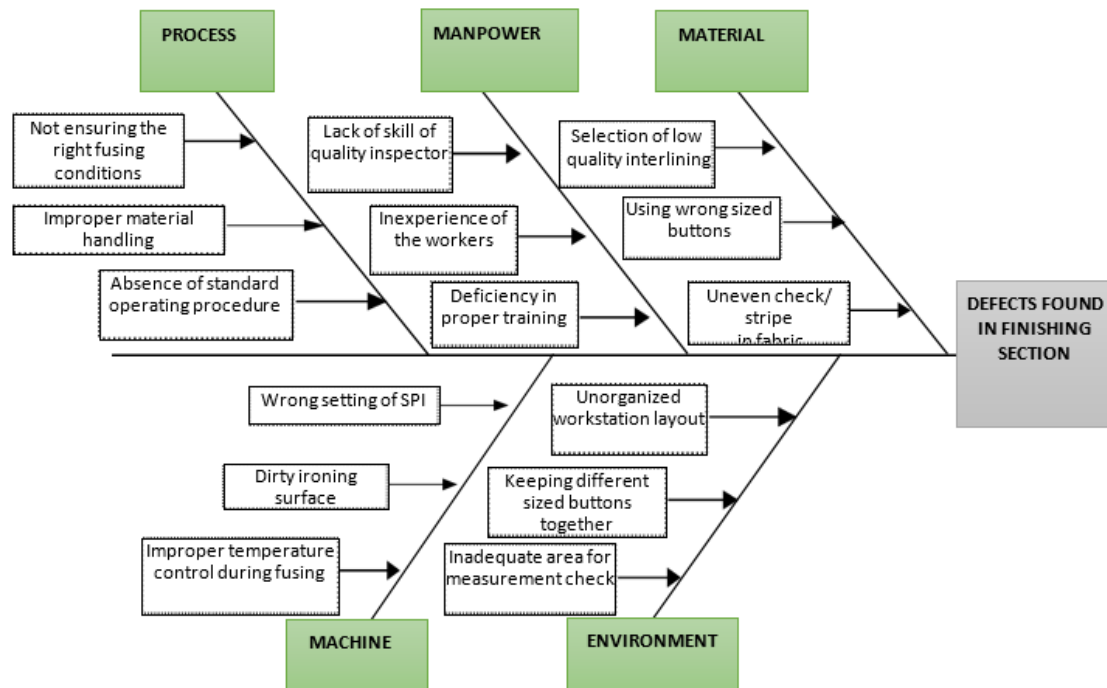 PROCESS
MANPOWER
MATERIAL
Not ensuring the
right fusing
conditions
Improper material
handling
Absence of standard
operating procedure
Lack of skill of
quality inspector
Inexperience of
the workers
Deficiency in
proper training
Selection of low
quality interlining
Using wrong sized
buttons
Uneven check/
stripe
in fabric
DEFECTS FOUND
IN FINISHING
SECTION
Wrong setting of SPI
Dirty ironing
surface
Improper temperature
control during fusing
Unorganized
workstation layout
Keeping different
sized buttons
together
Inadequate area for
measurement check
MACHINE
ENVIRONMENT